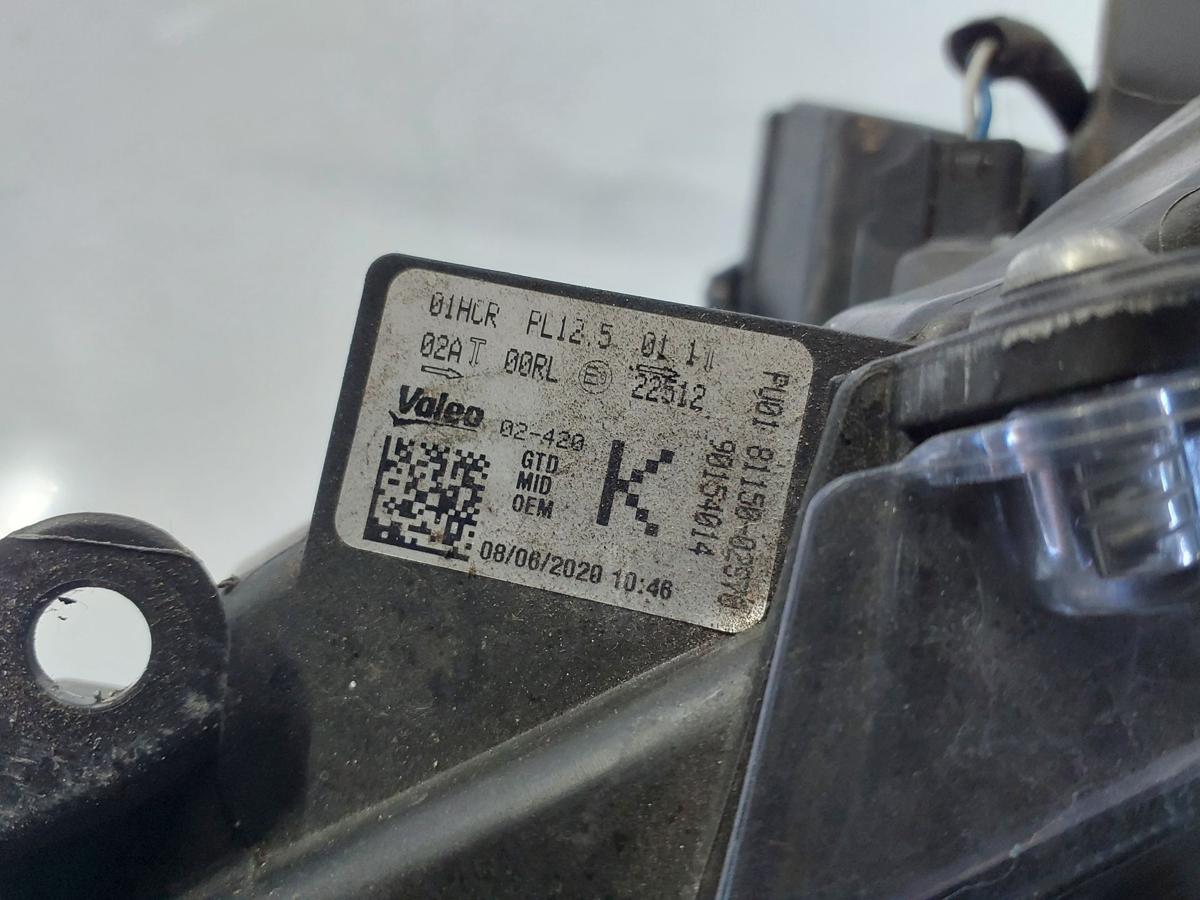 01HCR PL12.5 01 1
02A 00RL 22512
Valeo 02-420
GTD
MID
OEM
K
08/06/2020 10:46
PU01 81150-02S70
90154014